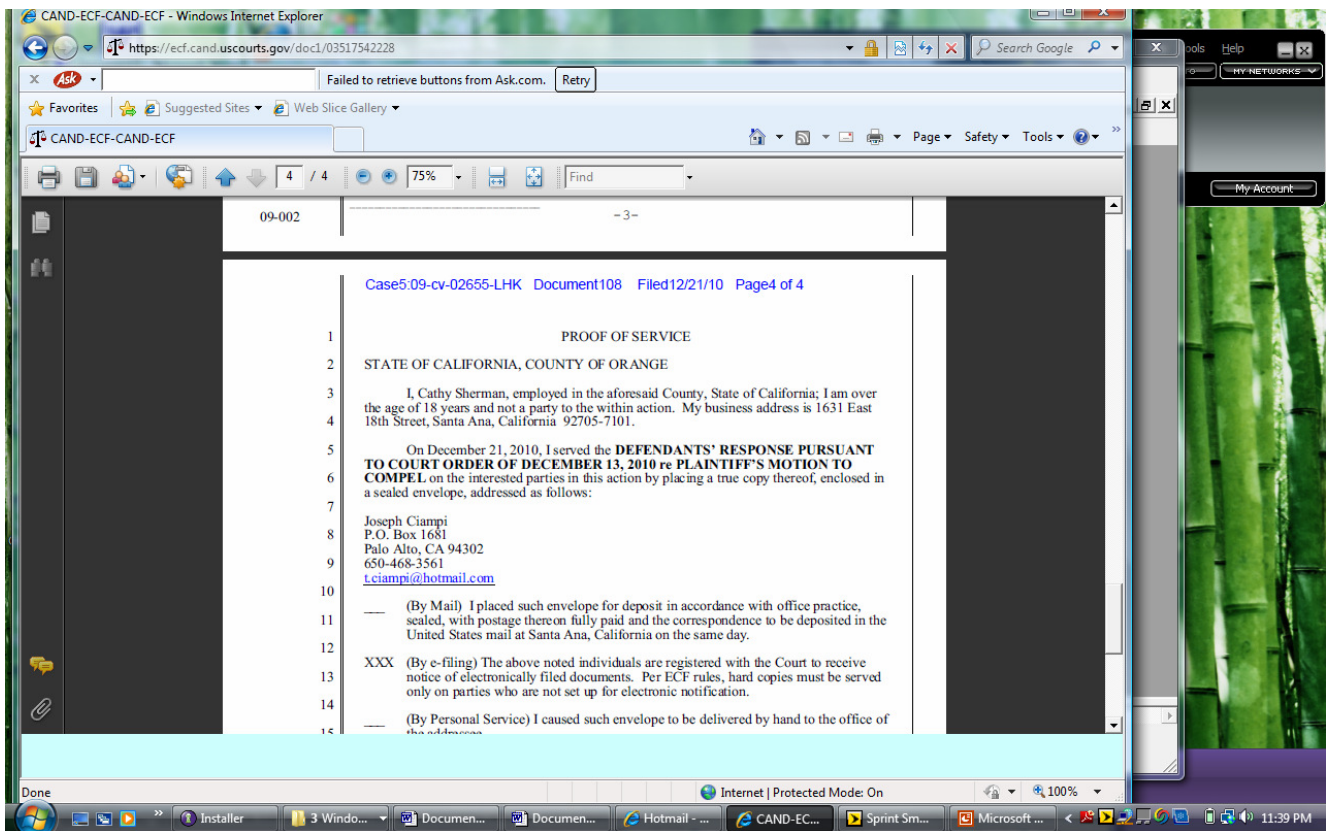 CAND-ECF-CAND-ECF - Windows Internet Explorer
https://ecf.cand.uscourts.gov/doc1/03517542228
Search Google
Tools Help
Ask
Failed to retrieve buttons from Ask.com. Retry
MY NETWORKS
Favorites Suggested Sites Web Slice Gallery
CAND-ECF-CAND-ECF
Page Safety Tools
4 / 4 75% Find
My Account
09-002
-3-
Case5:09-cv-02655-LHK Document108 Filed12/21/10 Page4 of 4
1 PROOF OF SERVICE
2 STATE OF CALIFORNIA, COUNTY OF ORANGE
3 I, Cathy Sherman, employed in the aforesaid County, State of California; I am over
the age of 18 years and not a party to the within action. My business address is 1631 East
4 18th Street, Santa Ana, California 92705-7101.
5 On December 21, 2010, I served the DEFENDANTS' RESPONSE PURSUANT
TO COURT ORDER OF DECEMBER 13, 2010 re PLAINTIFF'S MOTION TO
6 COMPEL on the interested parties in this action by placing a true copy thereof, enclosed in
a sealed envelope, addressed as follows:
7
Joseph Ciampi
8 P.O. Box 1681
Palo Alto, CA 94302
9 650-468-3561
t.ciampi@hotmail.com
10
___ (By Mail) I placed such envelope for deposit in accordance with office practice,
11 sealed, with postage thereon fully paid and the correspondence to be deposited in the
United States mail at Santa Ana, California on the same day.
12
XXX (By e-filing) The above noted individuals are registered with the Court to receive
13 notice of electronically filed documents. Per ECF rules, hard copies must be served
only on parties who are not set up for electronic notification.
14
___ (By Personal Service) I caused such envelope to be delivered by hand to the office of
15 the addressee.
Done
Internet | Protected Mode: On
100%
Installer 3 Windo... Documen... Documen... Hotmail - ... CAND-EC... Sprint Sm... Microsoft ... 11:39 PM